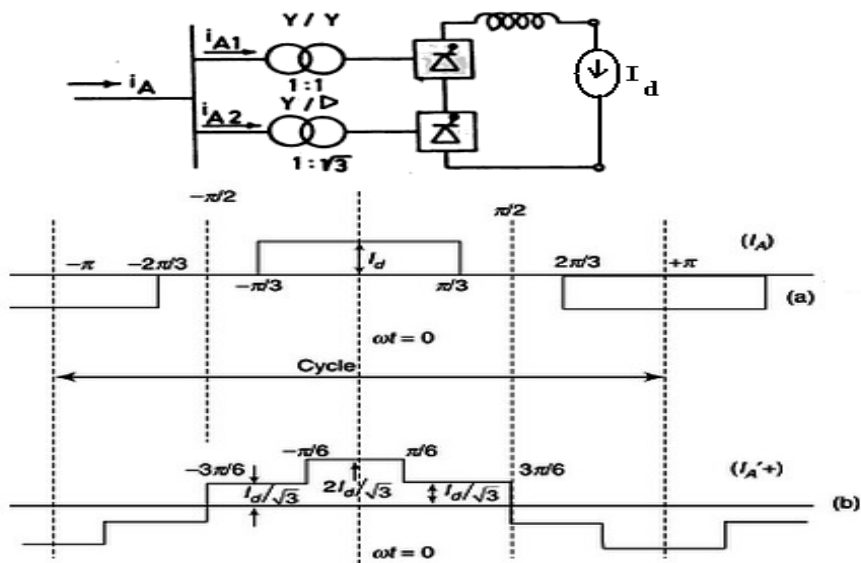 Y / Y
iA1
1:1
I d
iA
iA2
Y / ▷
1:√3
−π/2
π/2
(IA)
−π
−2π/3
Id
2π/3
+π
−π/3
π/3
(a)
ωt = 0
Cycle
−π/6
π/6
−3π/6
3π/6
(IA′+)
Id/√3
2Id/√3
Id/√3
(b)
ωt = 0